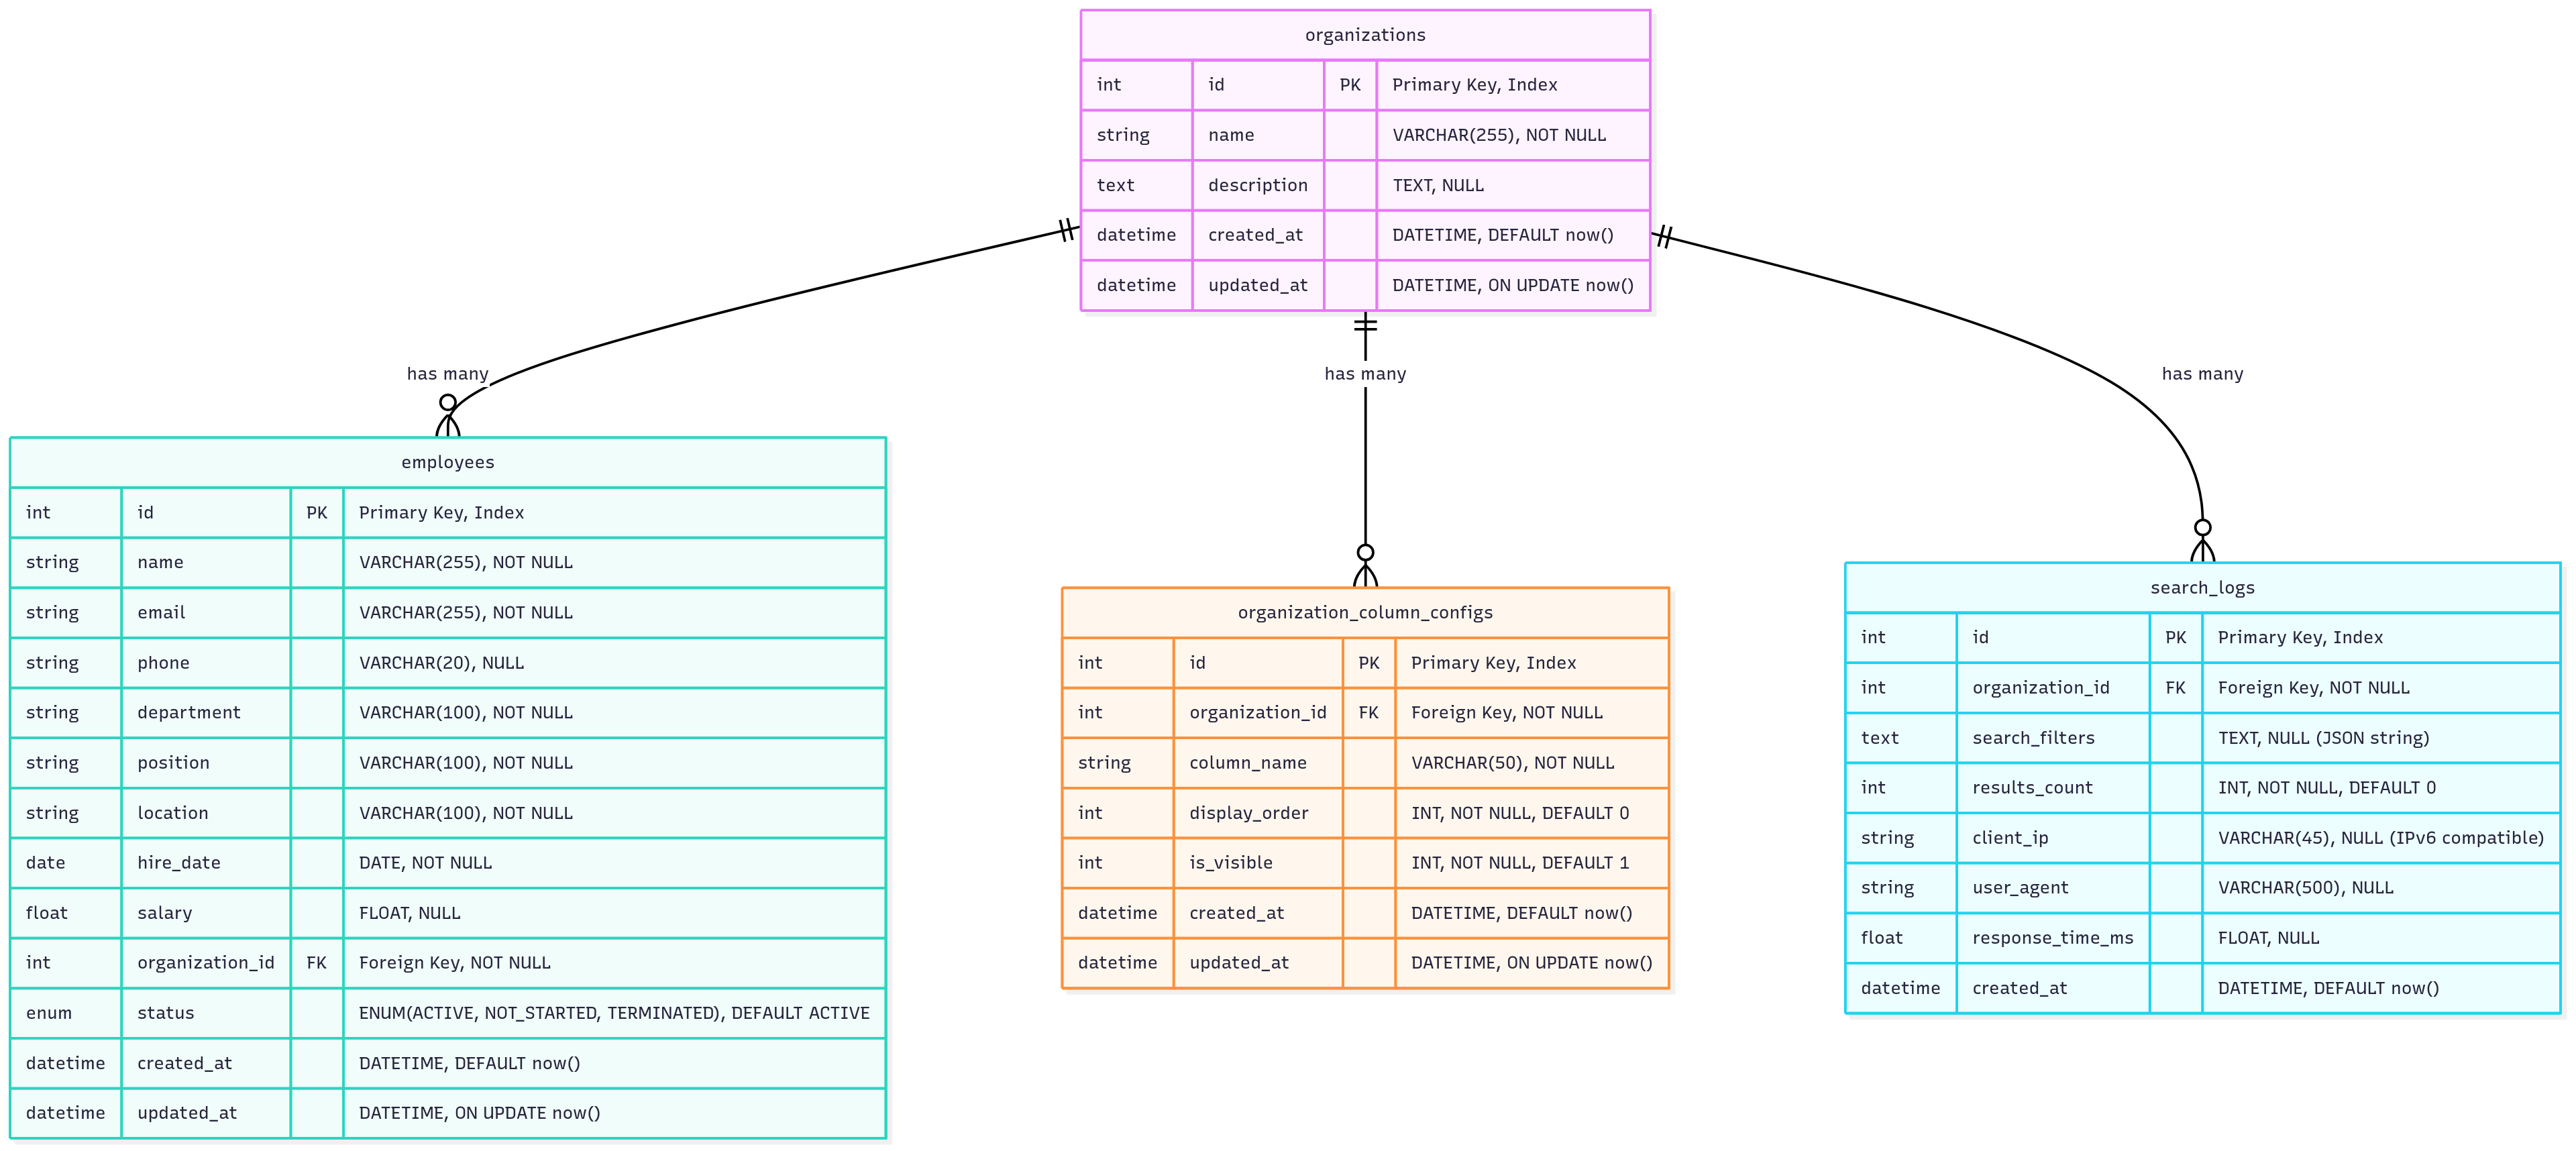 organizations
int id PK Primary Key, Index
string name VARCHAR(255), NOT NULL
text description TEXT, NULL
datetime created_at DATETIME, DEFAULT now()
datetime updated_at DATETIME, ON UPDATE now()
has many
has many
has many
employees
int id PK Primary Key, Index
string name VARCHAR(255), NOT NULL
string email VARCHAR(255), NOT NULL
string phone VARCHAR(20), NULL
string department VARCHAR(100), NOT NULL
string position VARCHAR(100), NOT NULL
string location VARCHAR(100), NOT NULL
date hire_date DATE, NOT NULL
float salary FLOAT, NULL
int organization_id FK Foreign Key, NOT NULL
enum status ENUM(ACTIVE, NOT_STARTED, TERMINATED), DEFAULT ACTIVE
datetime created_at DATETIME, DEFAULT now()
datetime updated_at DATETIME, ON UPDATE now()
organization_column_configs
int id PK Primary Key, Index
int organization_id FK Foreign Key, NOT NULL
string column_name VARCHAR(50), NOT NULL
int display_order INT, NOT NULL, DEFAULT 0
int is_visible INT, NOT NULL, DEFAULT 1
datetime created_at DATETIME, DEFAULT now()
datetime updated_at DATETIME, ON UPDATE now()
search_logs
int id PK Primary Key, Index
int organization_id FK Foreign Key, NOT NULL
text search_filters TEXT, NULL (JSON string)
int results_count INT, NOT NULL, DEFAULT 0
string client_ip VARCHAR(45), NULL (IPv6 compatible)
string user_agent VARCHAR(500), NULL
float response_time_ms FLOAT, NULL
datetime created_at DATETIME, DEFAULT now()